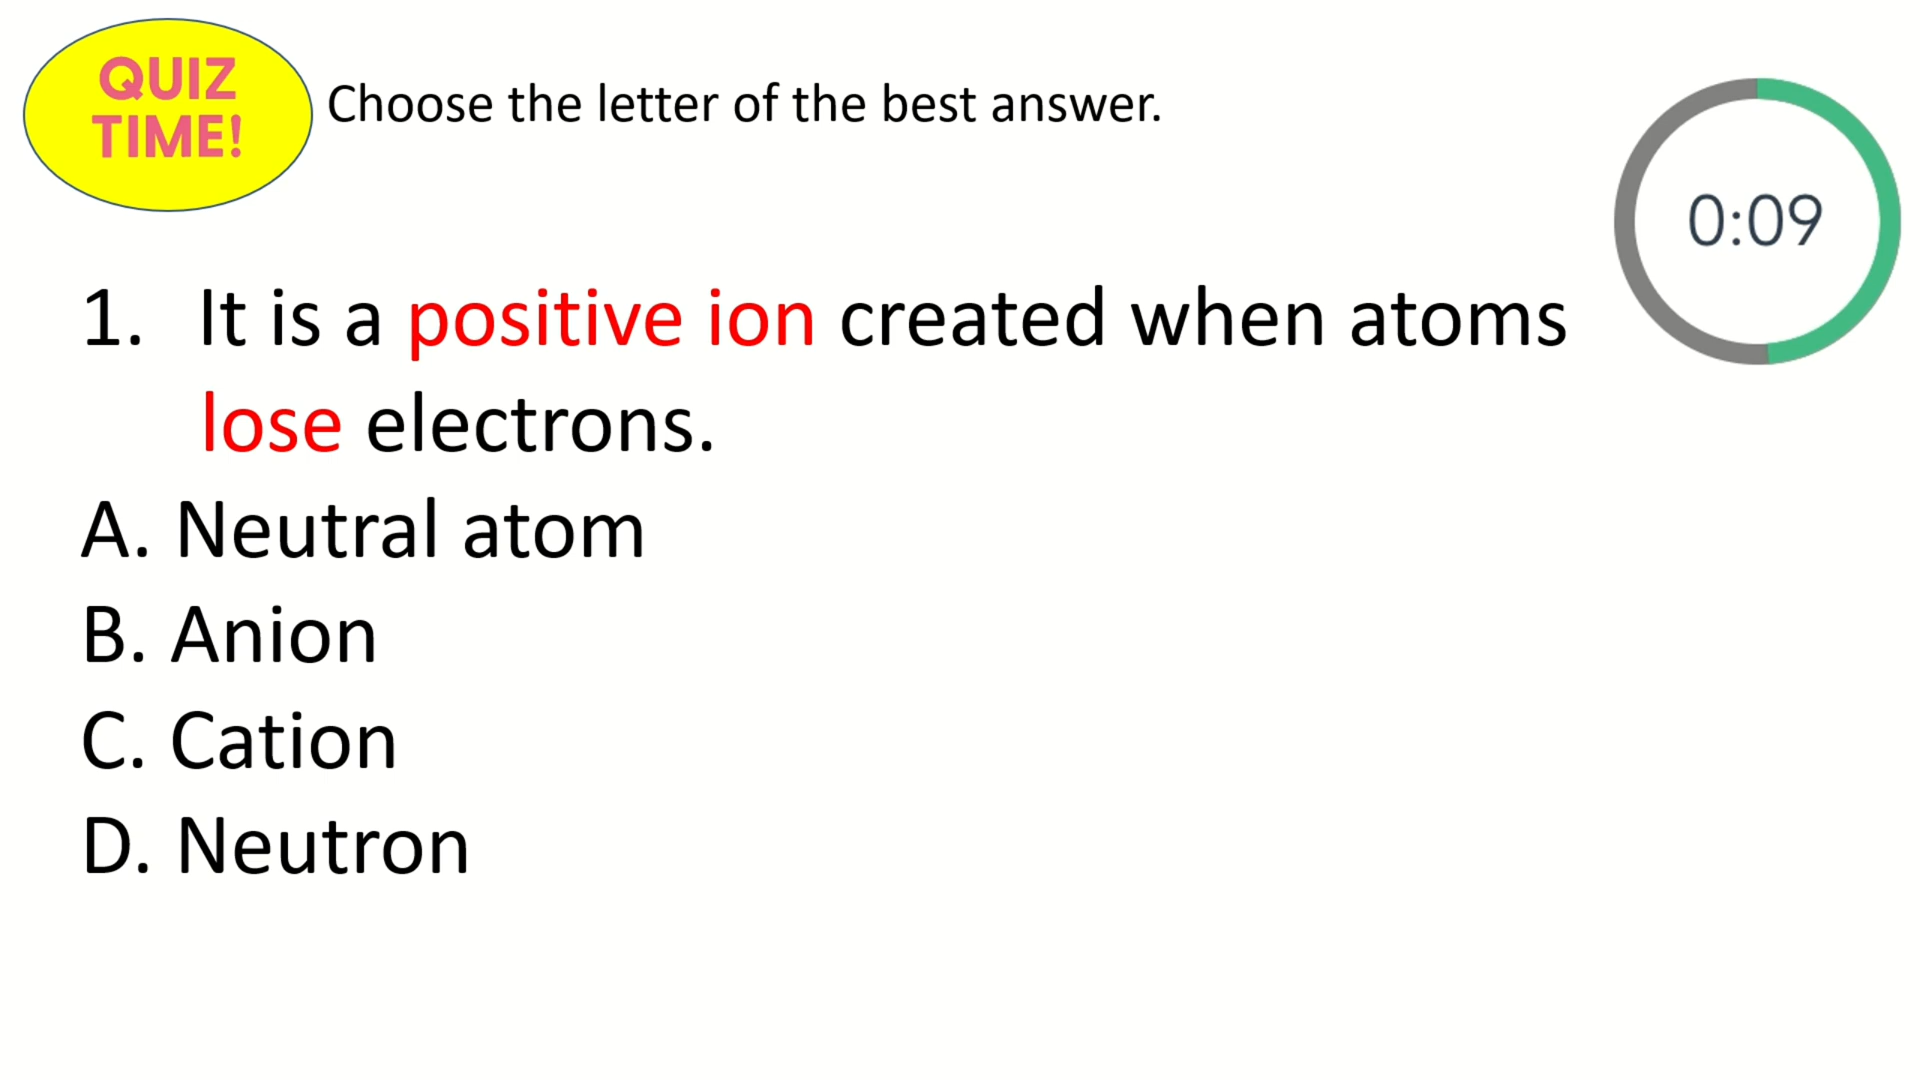 QUIZ
TIME!
Choose the letter of the best answer.
0:09
1. It is a positive ion created when atoms
lose electrons.
A. Neutral atom
B. Anion
C. Cation
D. Neutron